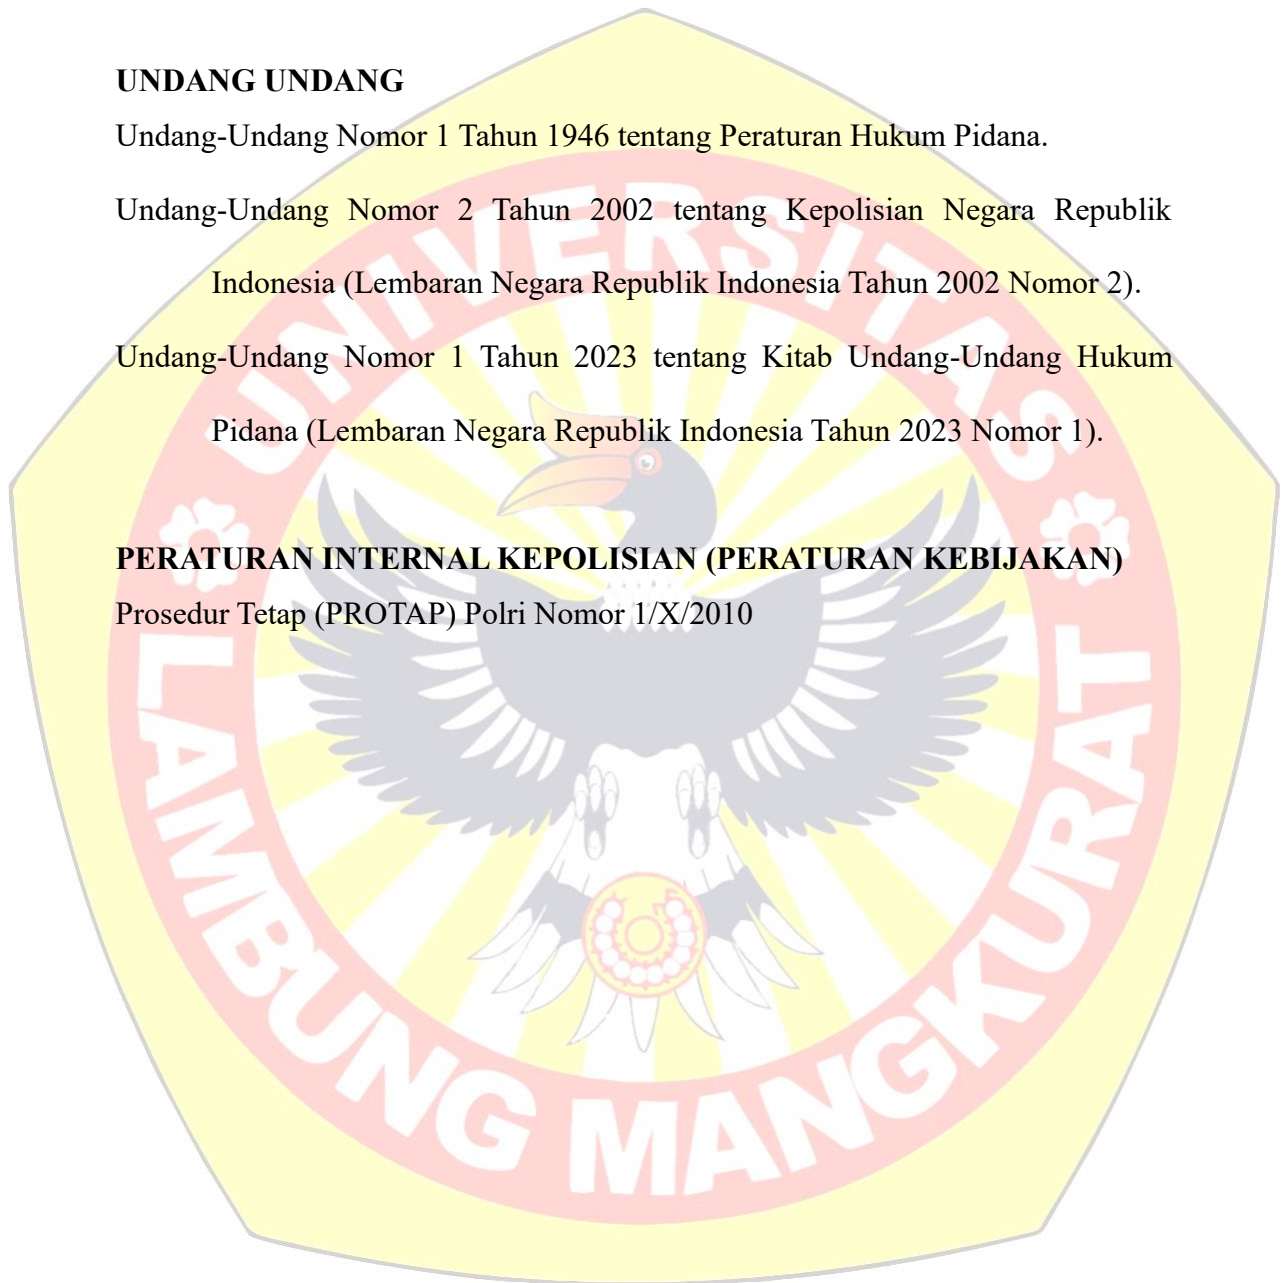 UNDANG UNDANG
Undang-Undang Nomor 1 Tahun 1946 tentang Peraturan Hukum Pidana.
Undang-Undang Nomor 2 Tahun 2002 tentang Kepolisian Negara Republik
Indonesia (Lembaran Negara Republik Indonesia Tahun 2002 Nomor 2).
Undang-Undang Nomor 1 Tahun 2023 tentang Kitab Undang-Undang Hukum
Pidana (Lembaran Negara Republik Indonesia Tahun 2023 Nomor 1).
PERATURAN INTERNAL KEPOLISIAN (PERATURAN KEBIJAKAN)
Prosedur Tetap (PROTAP) Polri Nomor 1/X/2010
UNIVERSITAS
LAMBUNG MANGKURAT